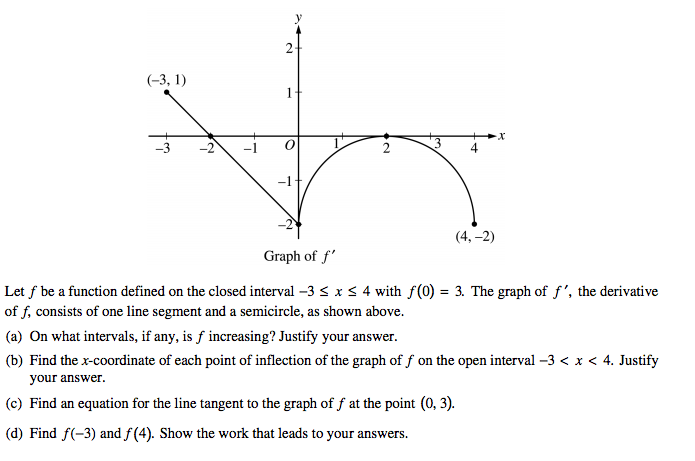 y
2
(−3, 1)
1
x
−3 −2 −1 O 1 2 3 4
−1
−2
(4, −2)
Graph of f ′
Let f be a function defined on the closed interval −3 ≤ x ≤ 4 with f(0) = 3. The graph of f ′, the derivative
of f, consists of one line segment and a semicircle, as shown above.
(a) On what intervals, if any, is f increasing? Justify your answer.
(b) Find the x-coordinate of each point of inflection of the graph of f on the open interval −3 < x < 4. Justify
your answer.
(c) Find an equation for the line tangent to the graph of f at the point (0, 3).
(d) Find f(−3) and f(4). Show the work that leads to your answers.